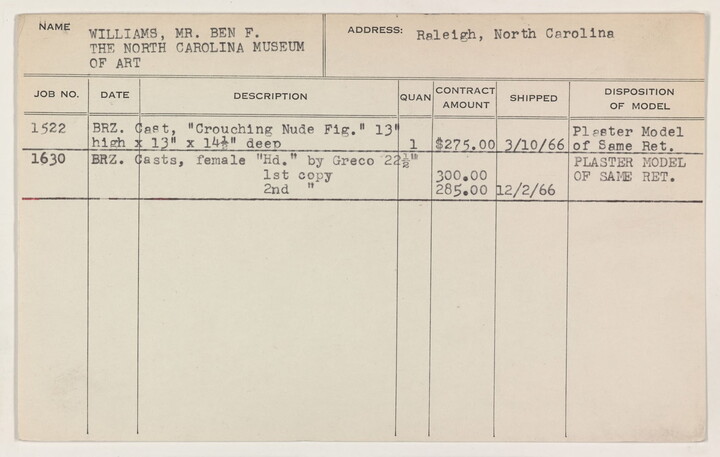 NAME WILLIAMS, MR. BEN F. ADDRESS: Raleigh, North Carolina
THE NORTH CAROLINA MUSEUM
OF ART
JOB NO. DATE DESCRIPTION QUAN CONTRACT AMOUNT SHIPPED DISPOSITION OF MODEL
1522 BRZ. Cast, "Crouching Nude Fig." 13" Plaster Model
high x 13" x 14½" deep 1 $275.00 3/10/66 of Same Ret.
1630 BRZ. Casts, female "Hd." by Greco 22½" PLASTER MODEL
1st copy 300.00 OF SAME RET.
2nd " 285.00 12/2/66